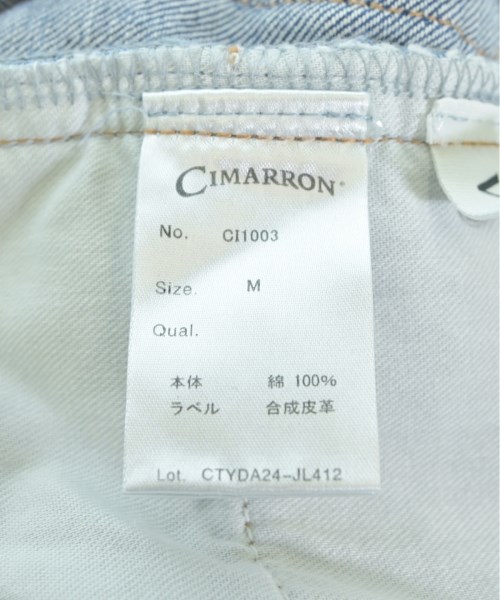 CIMARRON®
No. CI1003
Size. M
Qual.
本体 綿 100%
ラベル 合成皮革
Lot. CTYDA24-JL412